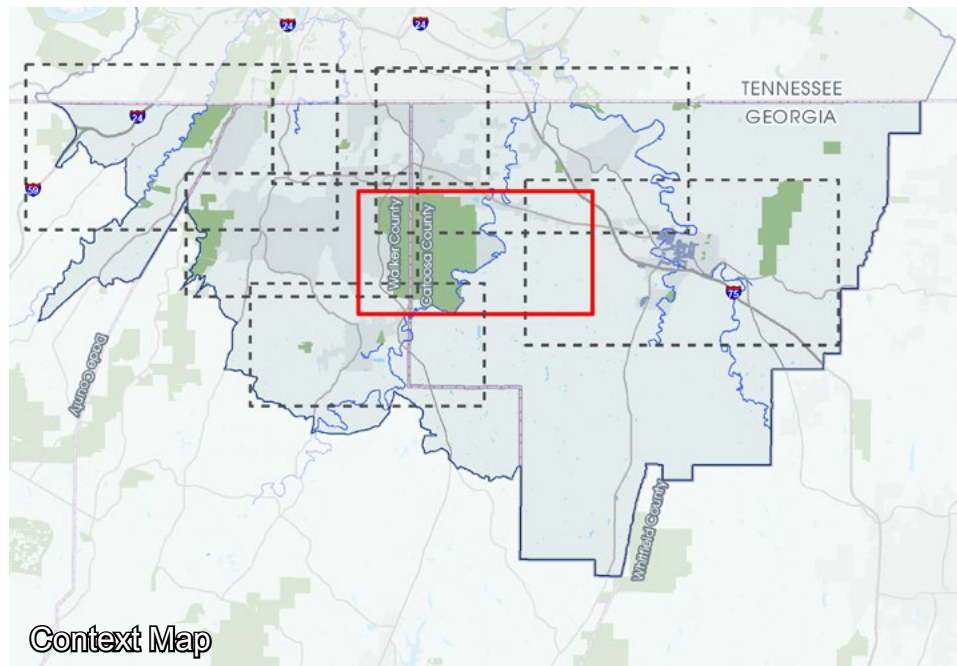 24
24
TENNESSEE
GEORGIA
24
59
Walker County
Catoosa County
75
Dade County
Whitfield County
Context Map